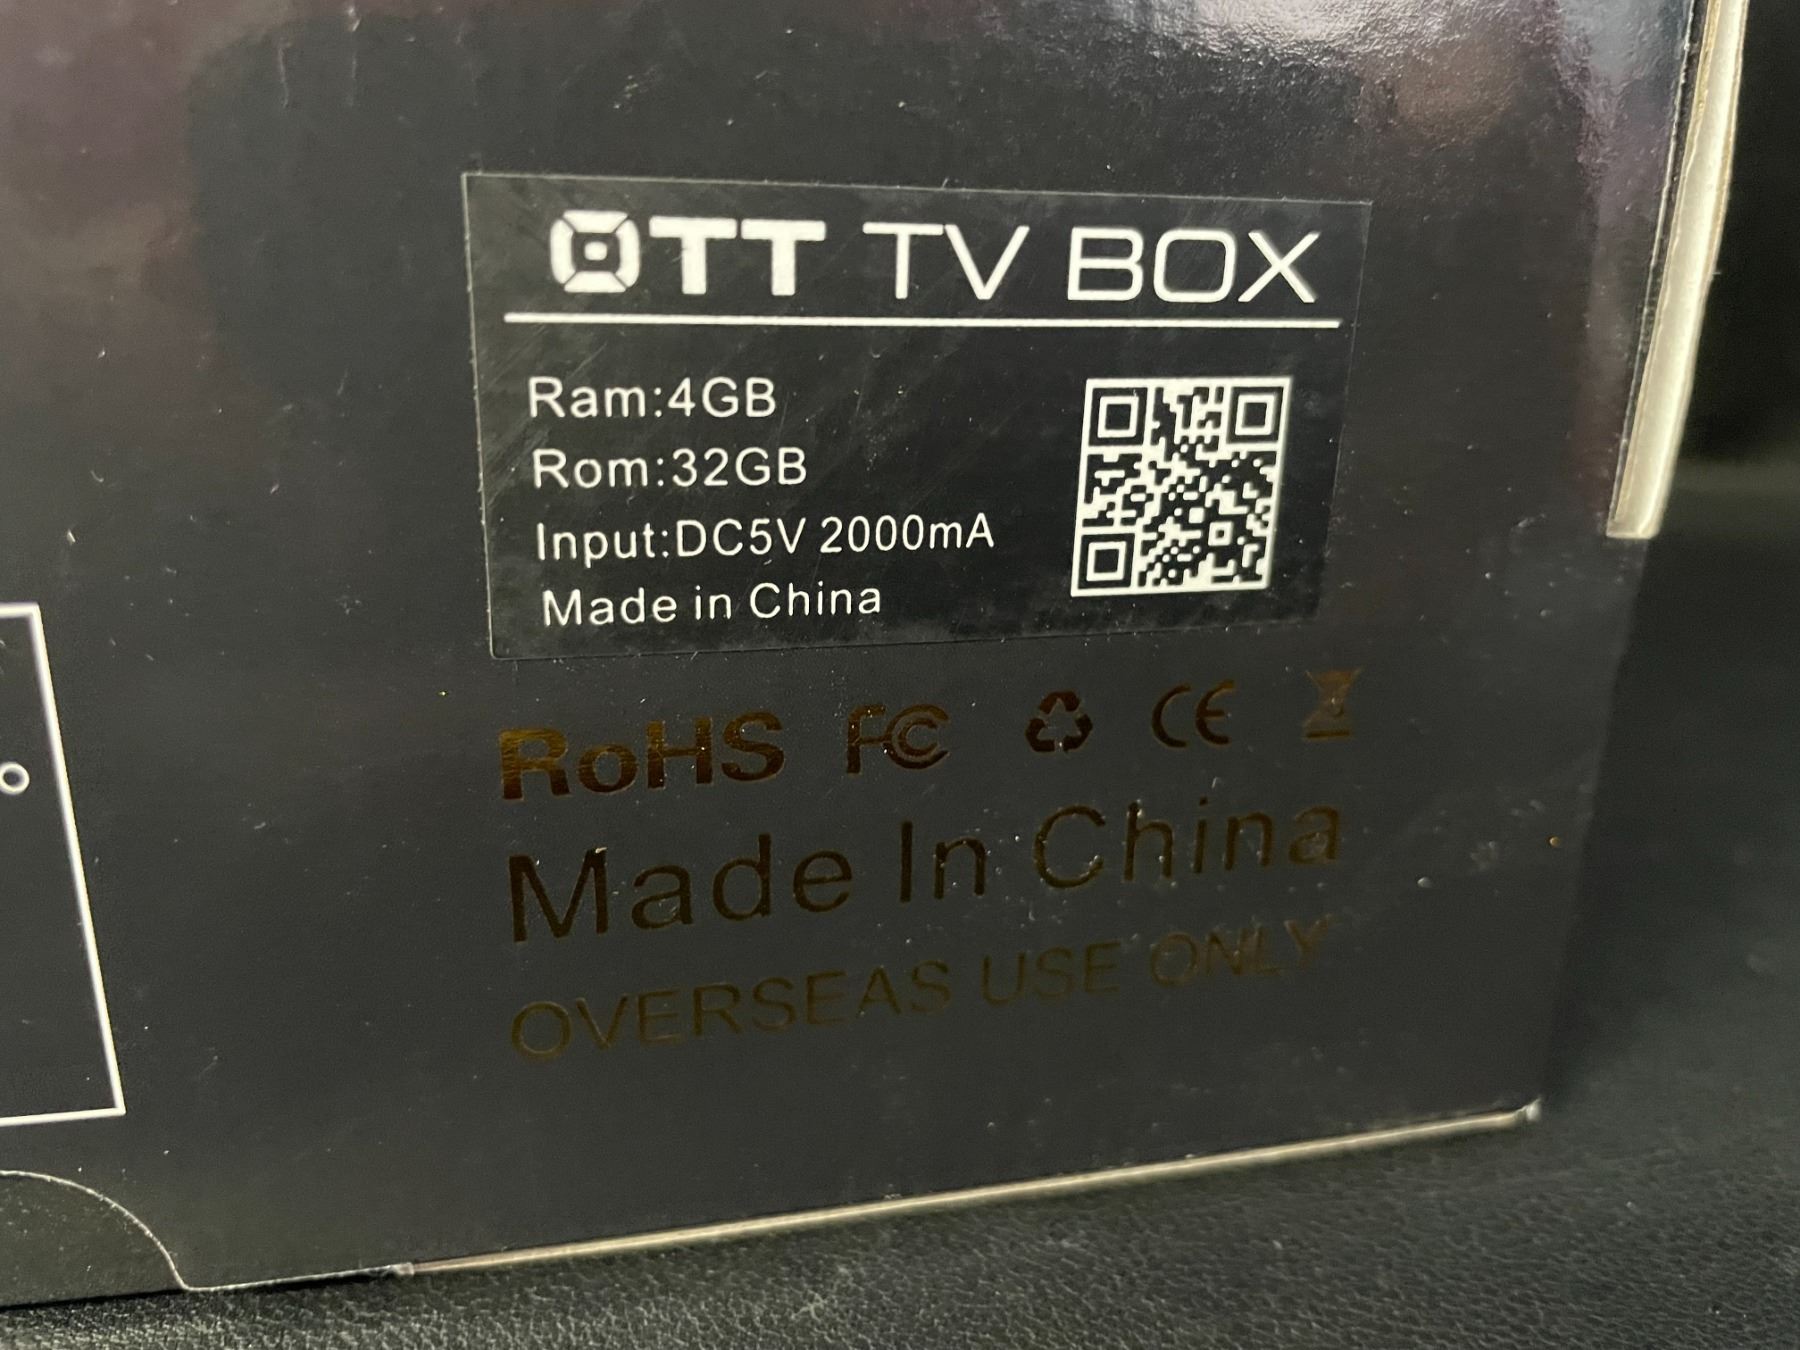 OTT TV BOX
Ram:4GB
Rom:32GB
Input:DC5V 2000mA
Made in China
RoHS FC CE
Made In China
OVERSEAS USE ONLY